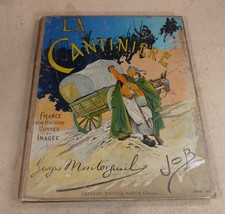 LA
CANTINIÈRE
FRANCE
SON HISTOIRE
CONTÉE
IMAGÉE
Georges Montorgueil
JOB